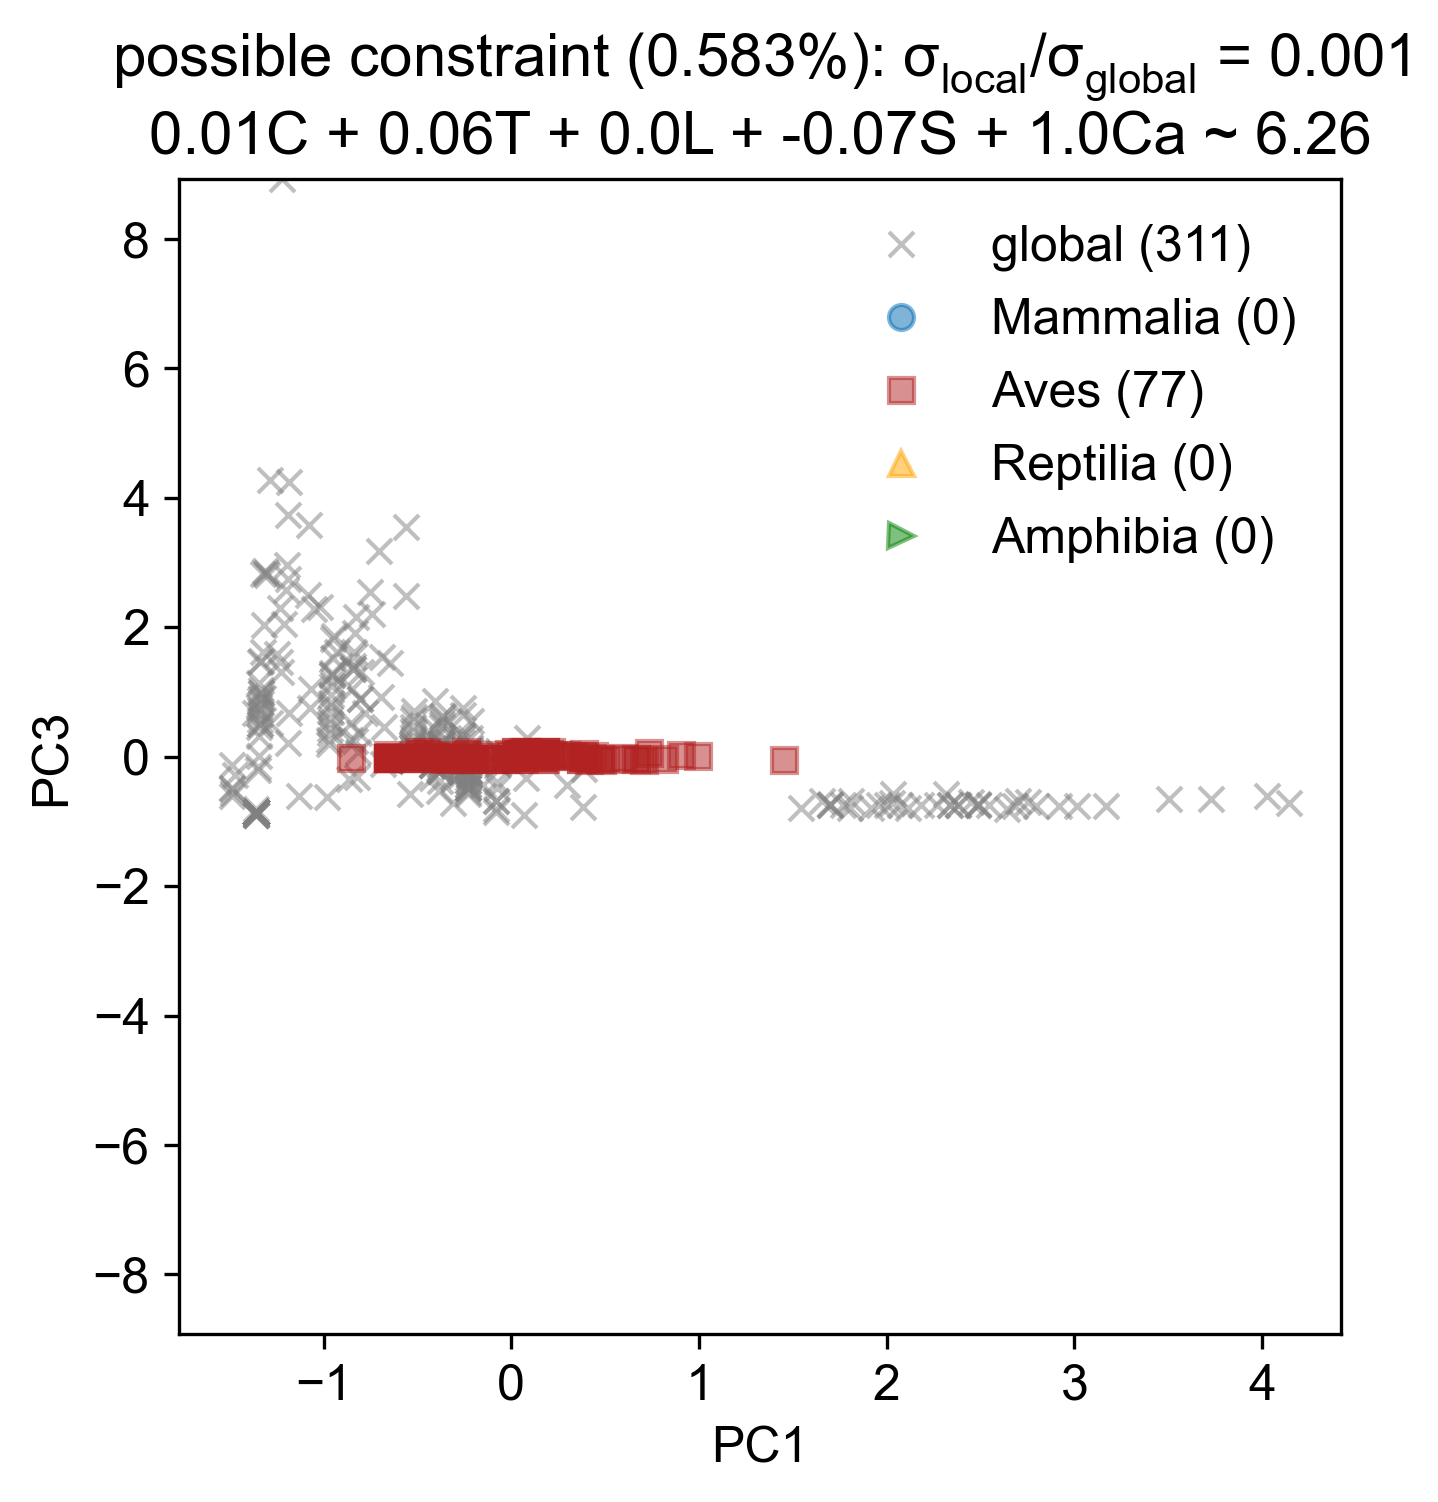 possible constraint (0.583%): σlocal/σglobal = 0.001
0.01C + 0.06T + 0.0L + -0.07S + 1.0Ca ~ 6.26
global (311)
Mammalia (0)
Aves (77)
Reptilia (0)
Amphibia (0)
PC3
8
6
4
2
0
−2
−4
−6
−8
−1 0 1 2 3 4
PC1